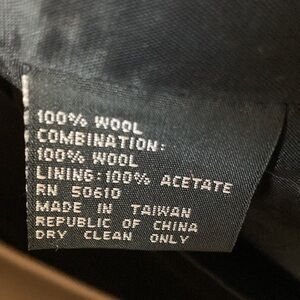 100% WOOL
COMBINATION:
100% WOOL
LINING: 100% ACETATE
RN 50610
MADE IN TAIWAN
REPUBLIC OF CHINA
DRY CLEAN ONLY